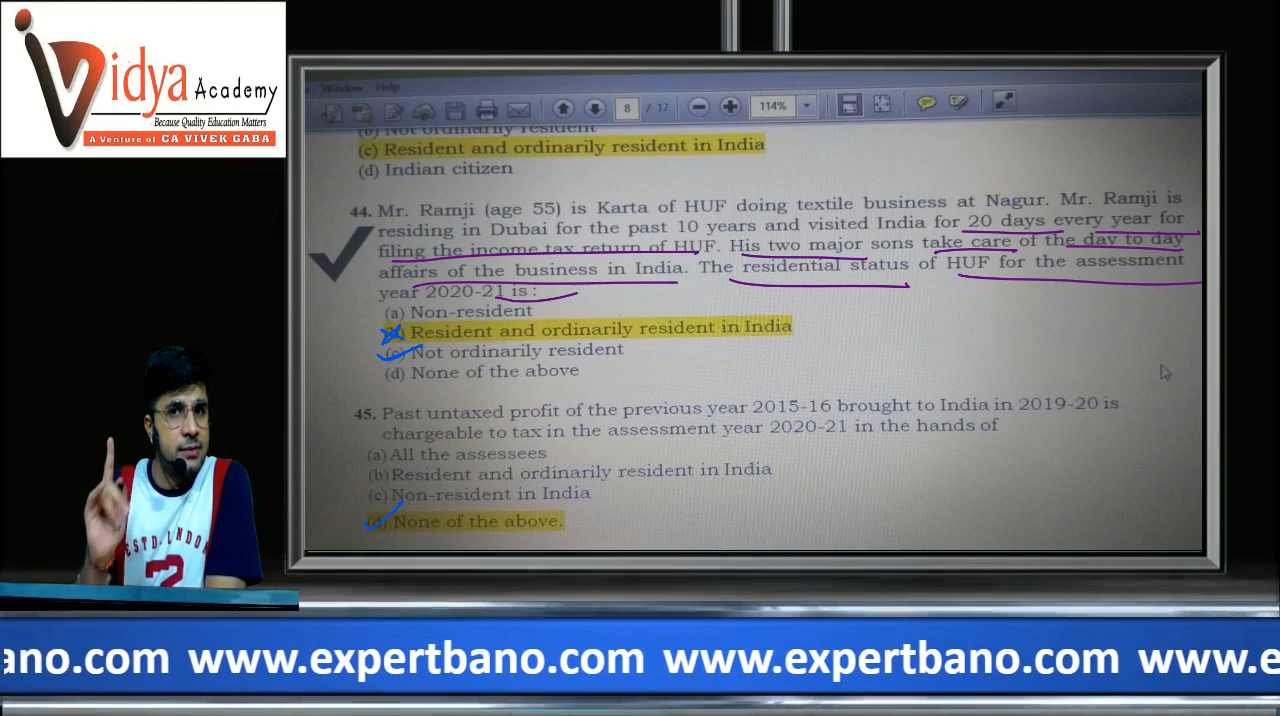 Vidya
Academy
Because Quality Education Matters
A Venture of CA VIVEK GABA
Window Help
8 / 17
114%
(b) Not ordinarily resident
(c) Resident and ordinarily resident in India
(d) Indian citizen
44. Mr. Ramji (age 55) is Karta of HUF doing textile business at Nagur. Mr. Ramji is
residing in Dubai for the past 10 years and visited India for 20 days every year for
filing the income tax return of HUF. His two major sons take care of the day to day
affairs of the business in India. The residential status of HUF for the assessment
year 2020-21 is :
(a) Non-resident
Resident and ordinarily resident in India
(c) Not ordinarily resident
(d) None of the above
45. Past untaxed profit of the previous year 2015-16 brought to India in 2019-20 is
chargeable to tax in the assessment year 2020-21 in the hands of
(a) All the assessees
(b) Resident and ordinarily resident in India
(c) Non-resident in India
(d) None of the above.
ESTD. LONDON
ano.com www.expertbano.com www.expertbano.com www.e